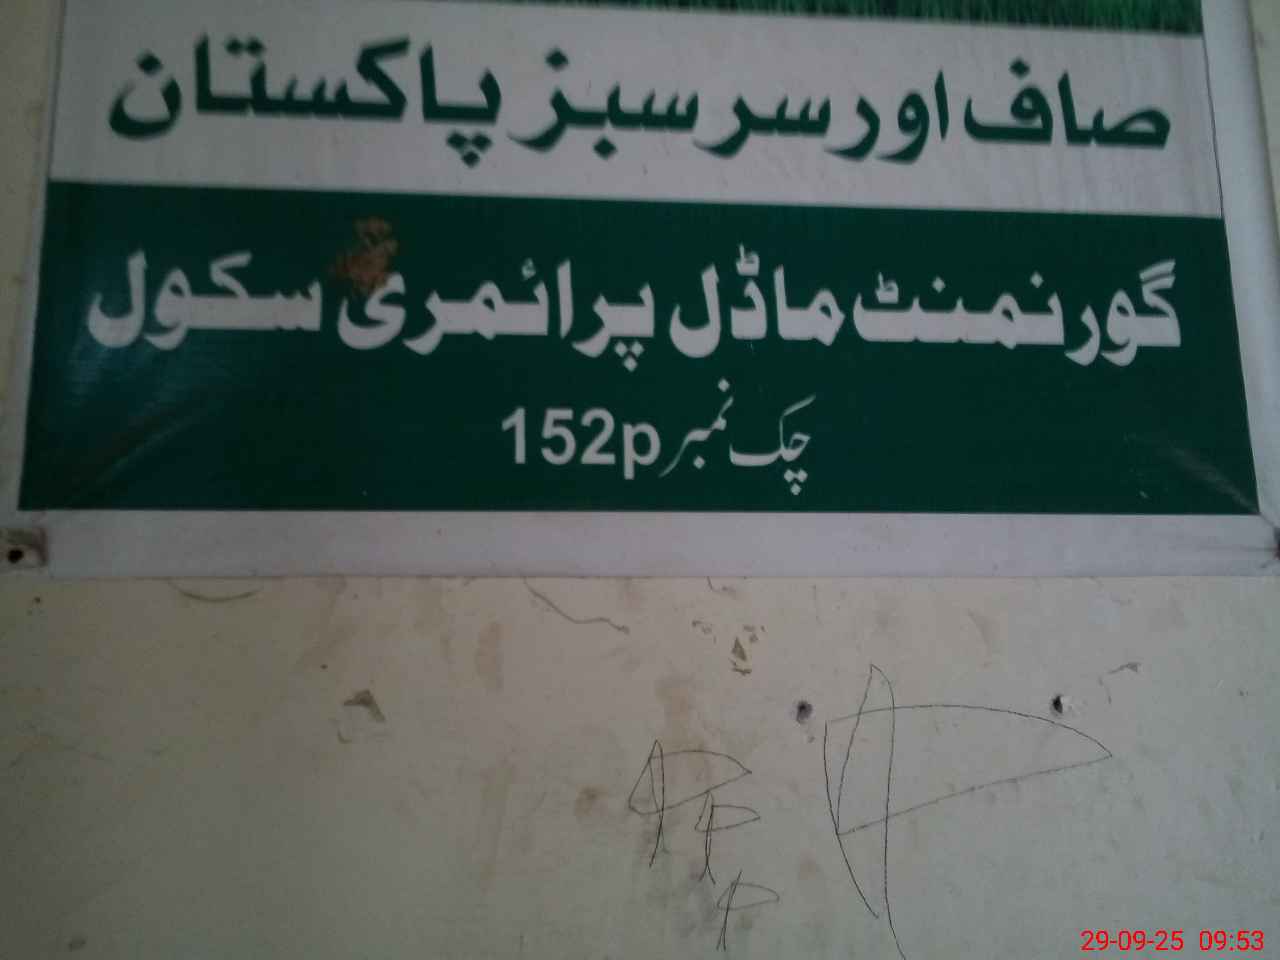 صاف اور سرسبز پاکستان
گورنمنٹ ماڈل پرائمری سکول
چک نمبر 152p
29-09-25 09:53